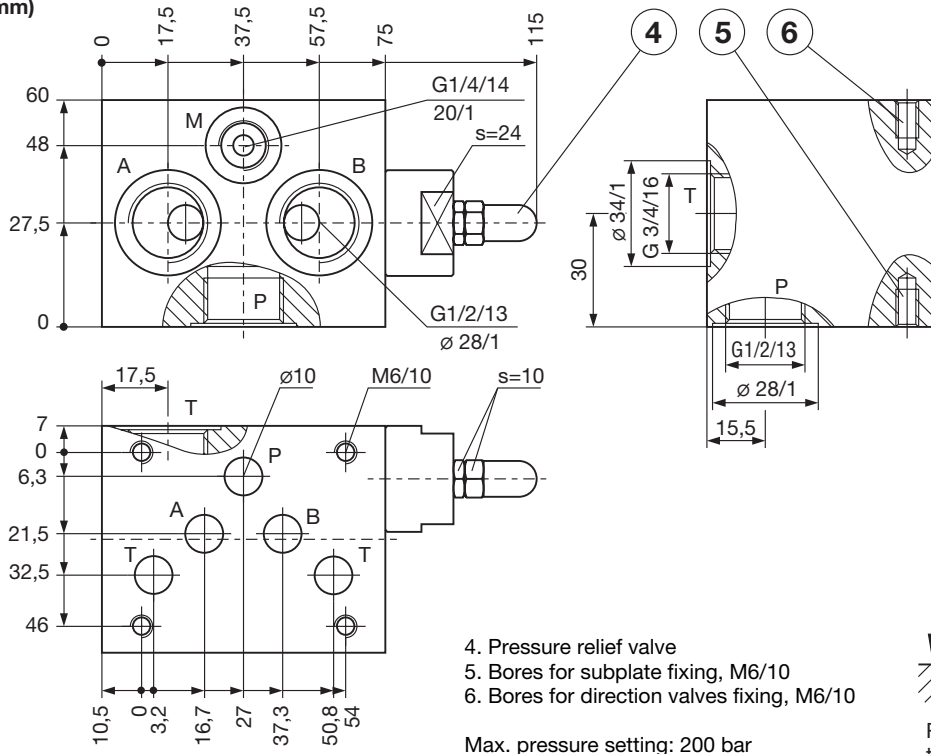 mm)
0
17,5
37,5
57,5
75
115
4
5
6
60
48
27,5
0
M
A
B
P
G1/4/14
20/1
s=24
G1/2/13
ø 28/1
ø 34/1
G 3/4/16
T
30
P
G1/2/13
ø 28/1
15,5
17,5
T
ø10
M6/10
s=10
7
0
6,3
21,5
32,5
46
P
A
B
T
T
10,5
0
3,2
16,7
27
37,3
50,8
54
4. Pressure relief valve
5. Bores for subplate fixing, M6/10
6. Bores for direction valves fixing, M6/10
Max. pressure setting: 200 bar